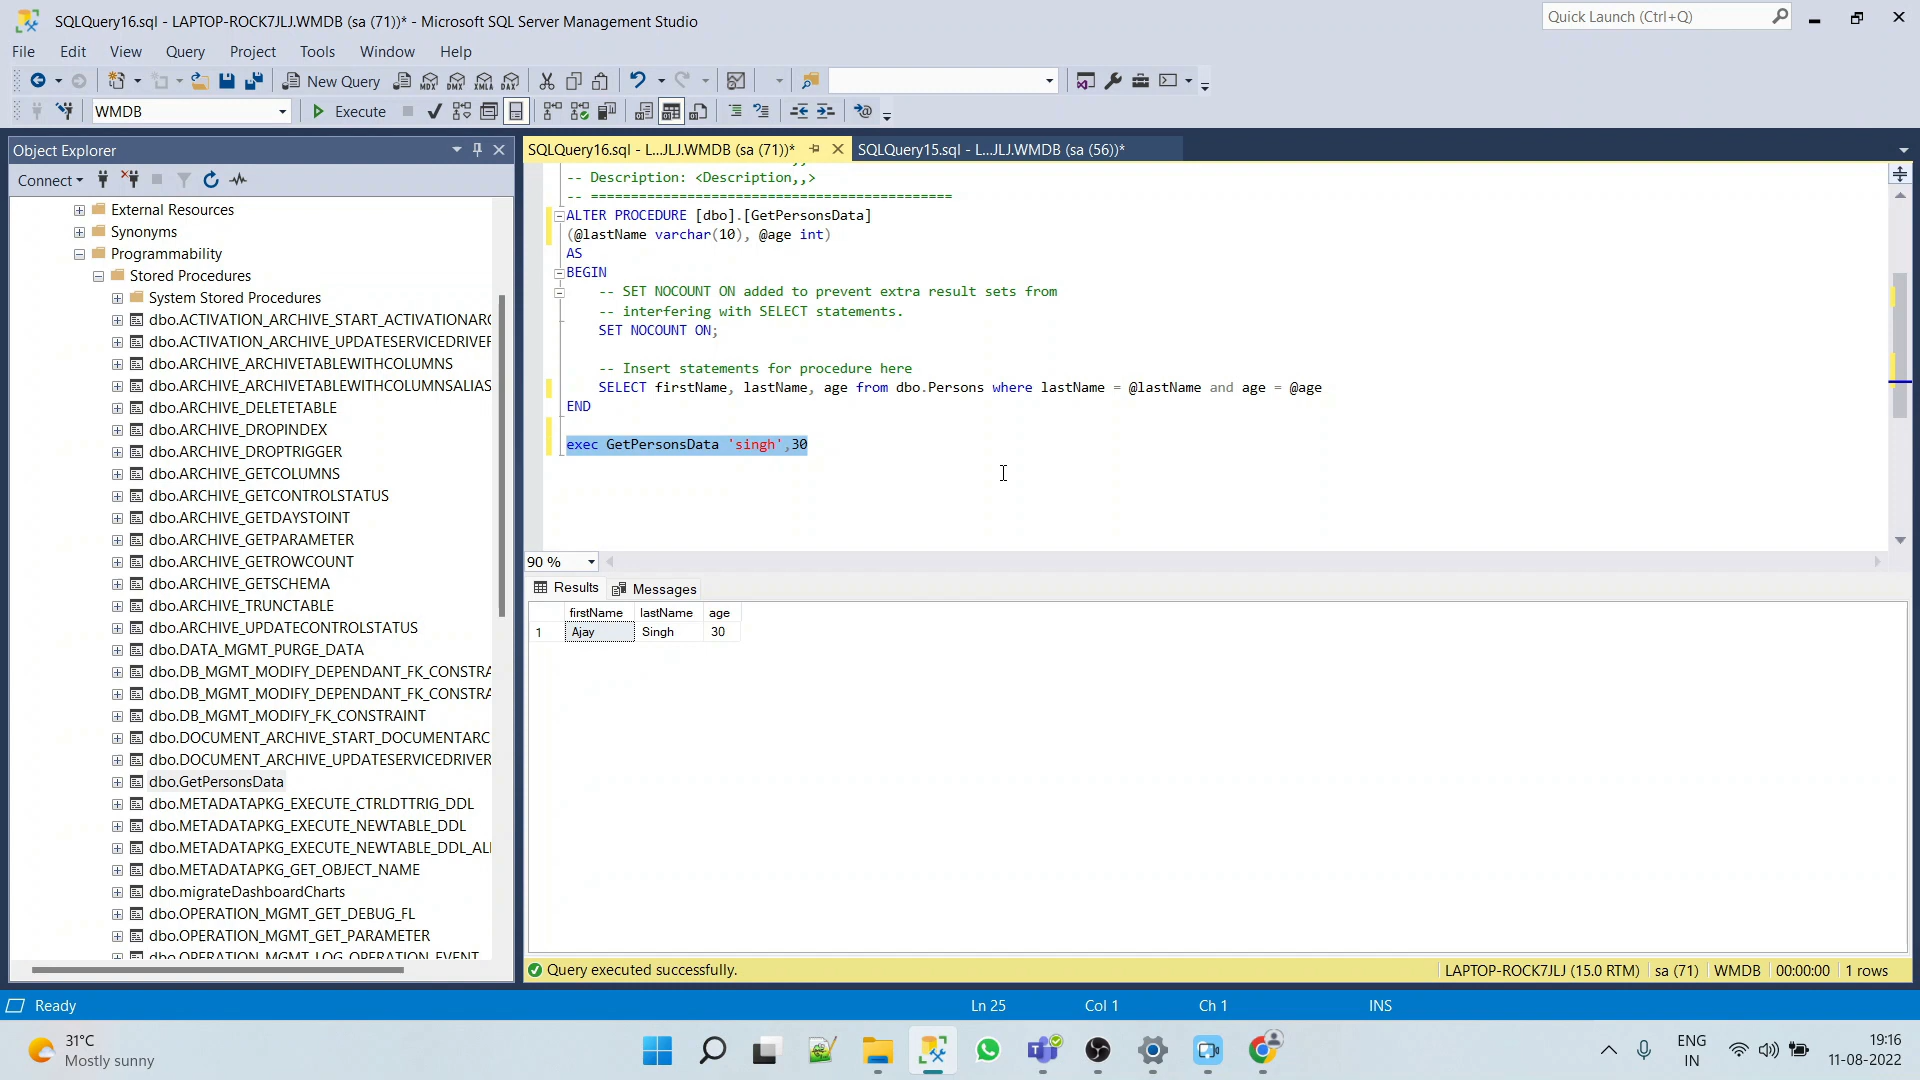 SQLQuery16.sql - LAPTOP-ROCK7JLJ.WMDB (sa (71))* - Microsoft SQL Server Management Studio
Quick Launch (Ctrl+Q)
File Edit View Query Project Tools Window Help
New Query MDX DMX XMLA DAX
WMDB Execute
Object Explorer
Connect
External Resources
Synonyms
Programmability
Stored Procedures
System Stored Procedures
dbo.ACTIVATION_ARCHIVE_START_ACTIVATIONARC
dbo.ACTIVATION_ARCHIVE_UPDATESERVICEDRIVER
dbo.ARCHIVE_ARCHIVETABLEWITHCOLUMNS
dbo.ARCHIVE_ARCHIVETABLEWITHCOLUMNSALIAS
dbo.ARCHIVE_DELETETABLE
dbo.ARCHIVE_DROPINDEX
dbo.ARCHIVE_DROPTRIGGER
dbo.ARCHIVE_GETCOLUMNS
dbo.ARCHIVE_GETCONTROLSTATUS
dbo.ARCHIVE_GETDAYSTOINT
dbo.ARCHIVE_GETPARAMETER
dbo.ARCHIVE_GETROWCOUNT
dbo.ARCHIVE_GETSCHEMA
dbo.ARCHIVE_TRUNCTABLE
dbo.ARCHIVE_UPDATECONTROLSTATUS
dbo.DATA_MGMT_PURGE_DATA
dbo.DB_MGMT_MODIFY_DEPENDANT_FK_CONSTRA
dbo.DB_MGMT_MODIFY_DEPENDANT_FK_CONSTRA
dbo.DB_MGMT_MODIFY_FK_CONSTRAINT
dbo.DOCUMENT_ARCHIVE_START_DOCUMENTARC
dbo.DOCUMENT_ARCHIVE_UPDATESERVICEDRIVER
dbo.GetPersonsData
dbo.METADATAPKG_EXECUTE_CTRLDTTRIG_DDL
dbo.METADATAPKG_EXECUTE_NEWTABLE_DDL
dbo.METADATAPKG_EXECUTE_NEWTABLE_DDL_ALI
dbo.METADATAPKG_GET_OBJECT_NAME
dbo.migrateDashboardCharts
dbo.OPERATION_MGMT_GET_DEBUG_FL
dbo.OPERATION_MGMT_GET_PARAMETER
dbo.OPERATION_MGMT_LOG_OPERATION_EVENT
SQLQuery16.sql - L...JLJ.WMDB (sa (71))* SQLQuery15.sql - L...JLJ.WMDB (sa (56))*
-- Description: <Description,,>
-- =============================================
ALTER PROCEDURE [dbo].[GetPersonsData]
(@lastName varchar(10), @age int)
AS
BEGIN
-- SET NOCOUNT ON added to prevent extra result sets from
-- interfering with SELECT statements.
SET NOCOUNT ON;
-- Insert statements for procedure here
SELECT firstName, lastName, age from dbo.Persons where lastName = @lastName and age = @age
END
exec GetPersonsData 'singh',30
90 %
Results Messages
firstName lastName age
1 Ajay Singh 30
Query executed successfully. LAPTOP-ROCK7JLJ (15.0 RTM) sa (71) WMDB 00:00:00 1 rows
Ready Ln 25 Col 1 Ch 1 INS
31°C
Mostly sunny
ENG
IN
19:16
11-08-2022